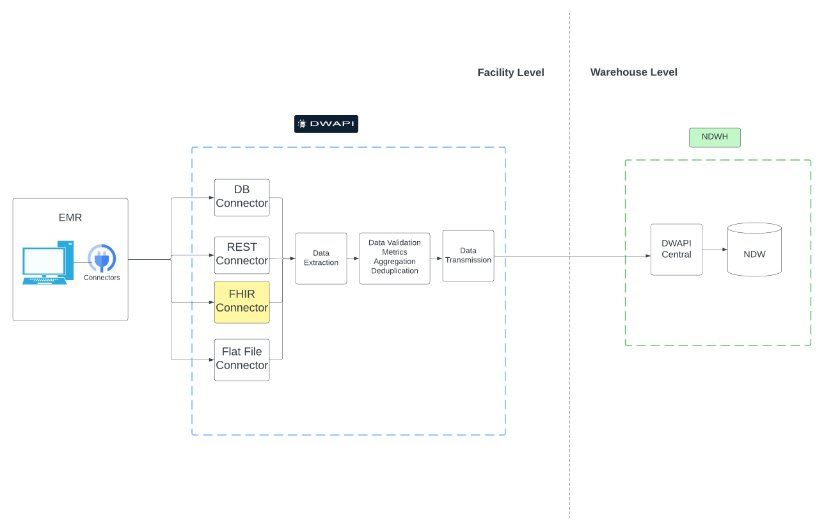 Facility Level
Warehouse Level
DWAPI
NDWH
EMR
Connectors
DB
Connector
REST
Connector
FHIR
Connector
Flat File
Connector
Data
Extraction
Data Validation
Metrics
Aggregation
Deduplication
Data
Transmission
DWAPI
Central
NDW